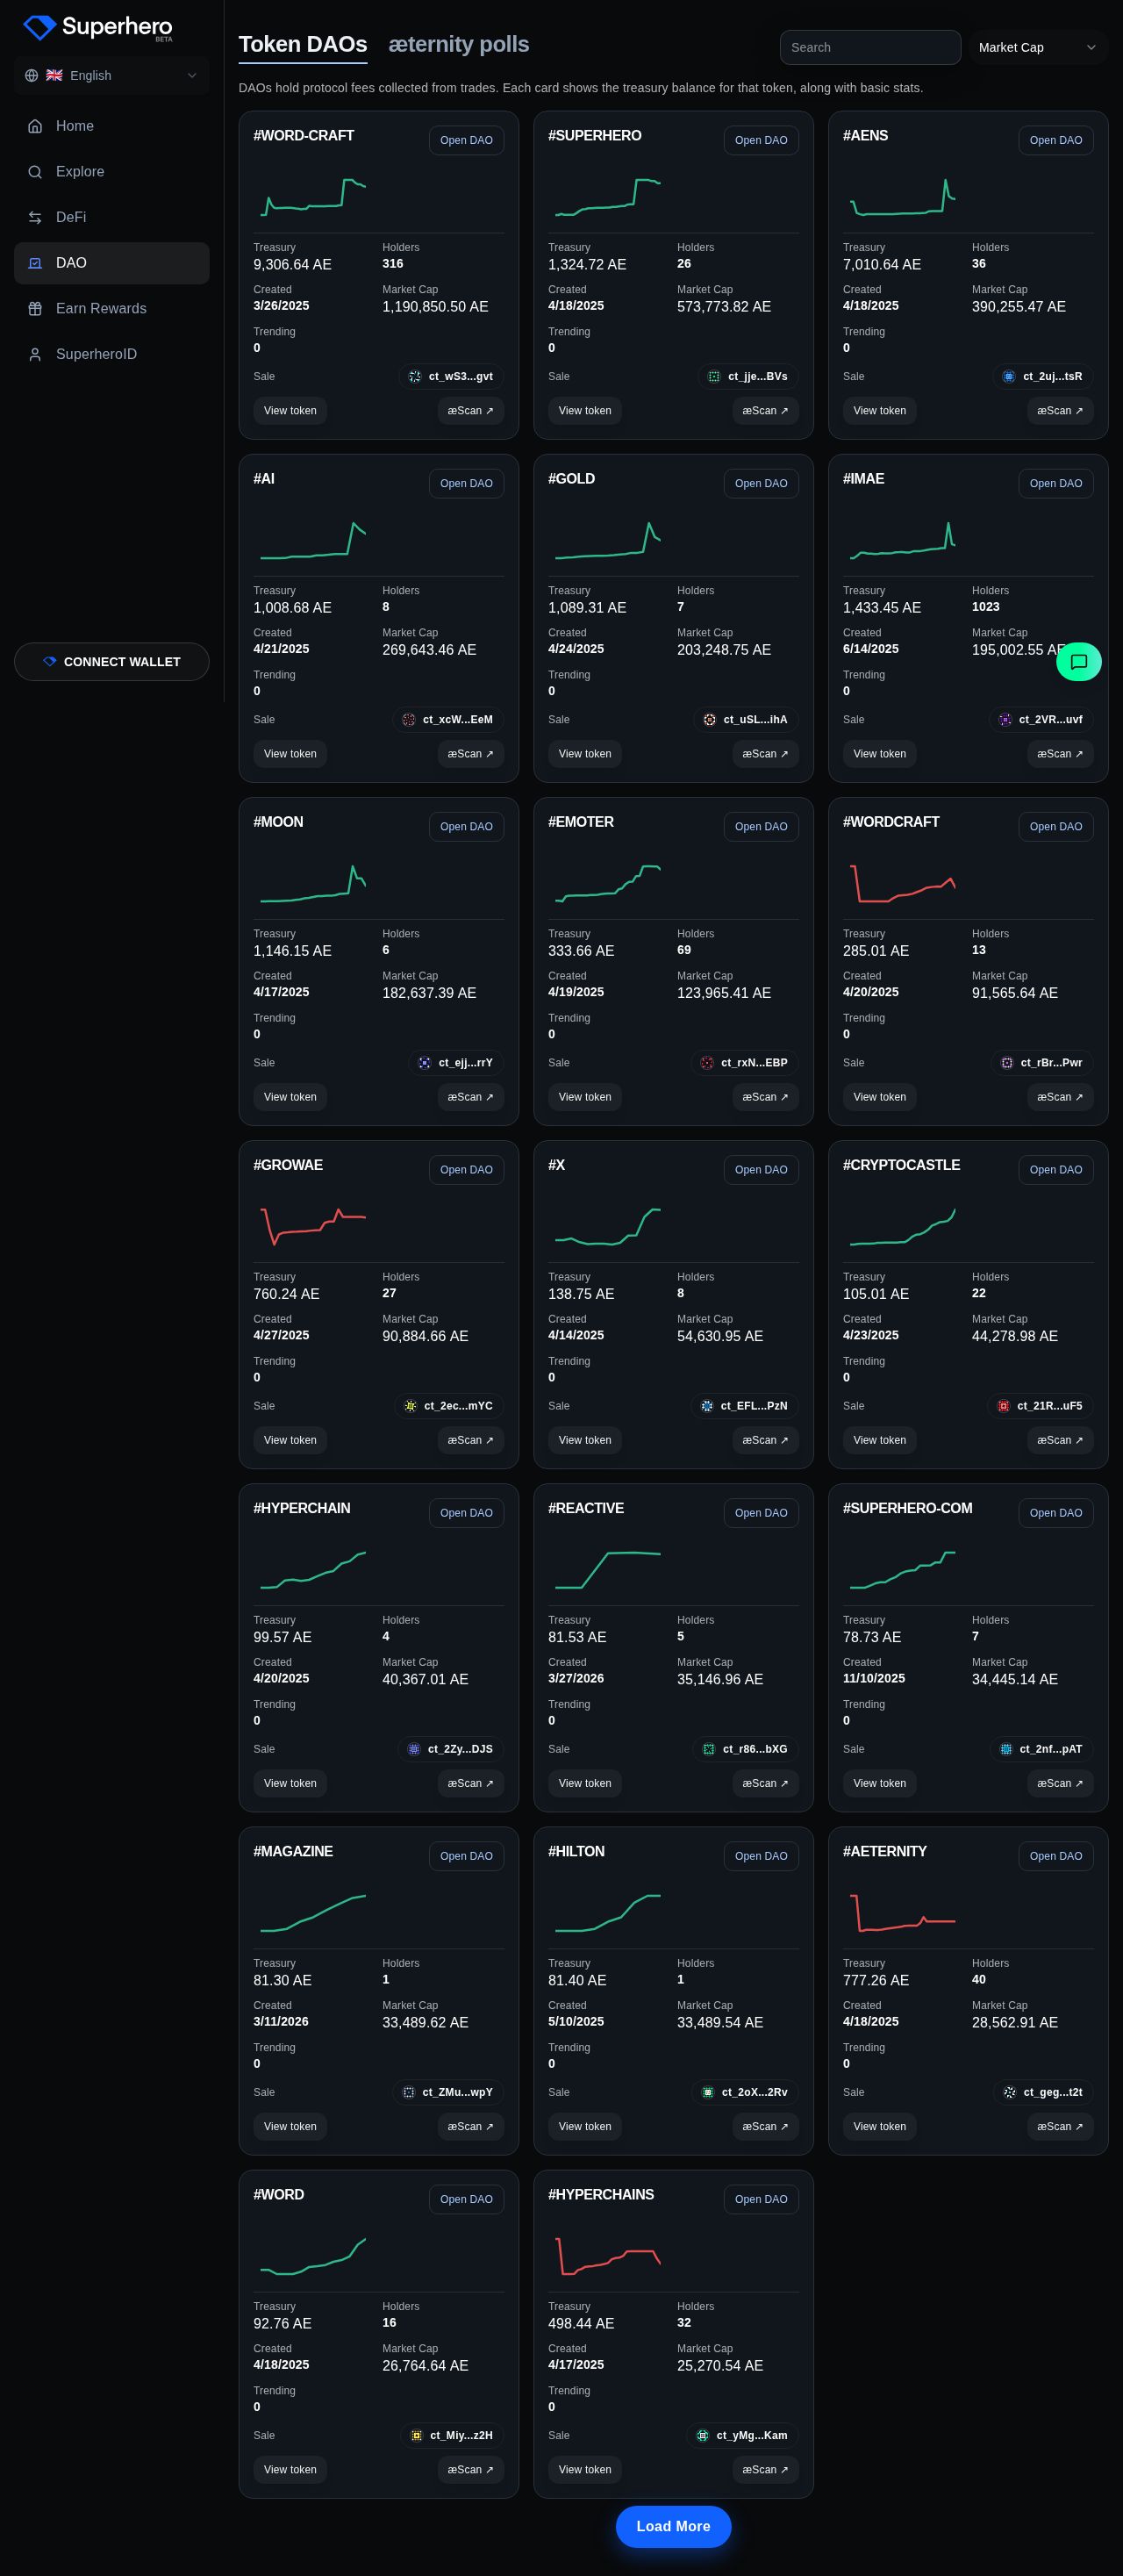 Superhero
BETA
English
Home
Explore
DeFi
DAO
Earn Rewards
SuperheroID
CONNECT WALLET
Token DAOs æternity polls
Search
Market Cap
DAOs hold protocol fees collected from trades. Each card shows the treasury balance for that token, along with basic stats.
#WORD-CRAFT Open DAO
Treasury Holders
9,306.64 AE 316
Created Market Cap
3/26/2025 1,190,850.50 AE
Trending
0
Sale ct_wS3...gvt
View token æScan ↗
#SUPERHERO Open DAO
Treasury Holders
1,324.72 AE 26
Created Market Cap
4/18/2025 573,773.82 AE
Trending
0
Sale ct_jje...BVs
View token æScan ↗
#AENS Open DAO
Treasury Holders
7,010.64 AE 36
Created Market Cap
4/18/2025 390,255.47 AE
Trending
0
Sale ct_2uj...tsR
View token æScan ↗
#AI Open DAO
Treasury Holders
1,008.68 AE 8
Created Market Cap
4/21/2025 269,643.46 AE
Trending
0
Sale ct_xcW...EeM
View token æScan ↗
#GOLD Open DAO
Treasury Holders
1,089.31 AE 7
Created Market Cap
4/24/2025 203,248.75 AE
Trending
0
Sale ct_uSL...ihA
View token æScan ↗
#IMAE Open DAO
Treasury Holders
1,433.45 AE 1023
Created Market Cap
6/14/2025 195,002.55 AE
Trending
0
Sale ct_2VR...uvf
View token æScan ↗
#MOON Open DAO
Treasury Holders
1,146.15 AE 6
Created Market Cap
4/17/2025 182,637.39 AE
Trending
0
Sale ct_ejj...rrY
View token æScan ↗
#EMOTER Open DAO
Treasury Holders
333.66 AE 69
Created Market Cap
4/19/2025 123,965.41 AE
Trending
0
Sale ct_rxN...EBP
View token æScan ↗
#WORDCRAFT Open DAO
Treasury Holders
285.01 AE 13
Created Market Cap
4/20/2025 91,565.64 AE
Trending
0
Sale ct_rBr...Pwr
View token æScan ↗
#GROWAE Open DAO
Treasury Holders
760.24 AE 27
Created Market Cap
4/27/2025 90,884.66 AE
Trending
0
Sale ct_2ec...mYC
View token æScan ↗
#X Open DAO
Treasury Holders
138.75 AE 8
Created Market Cap
4/14/2025 54,630.95 AE
Trending
0
Sale ct_EFL...PzN
View token æScan ↗
#CRYPTOCASTLE Open DAO
Treasury Holders
105.01 AE 22
Created Market Cap
4/23/2025 44,278.98 AE
Trending
0
Sale ct_21R...uF5
View token æScan ↗
#HYPERCHAIN Open DAO
Treasury Holders
99.57 AE 4
Created Market Cap
4/20/2025 40,367.01 AE
Trending
0
Sale ct_2Zy...DJS
View token æScan ↗
#REACTIVE Open DAO
Treasury Holders
81.53 AE 5
Created Market Cap
3/27/2026 35,146.96 AE
Trending
0
Sale ct_r86...bXG
View token æScan ↗
#SUPERHERO-COM Open DAO
Treasury Holders
78.73 AE 7
Created Market Cap
11/10/2025 34,445.14 AE
Trending
0
Sale ct_2nf...pAT
View token æScan ↗
#MAGAZINE Open DAO
Treasury Holders
81.30 AE 1
Created Market Cap
3/11/2026 33,489.62 AE
Trending
0
Sale ct_ZMu...wpY
View token æScan ↗
#HILTON Open DAO
Treasury Holders
81.40 AE 1
Created Market Cap
5/10/2025 33,489.54 AE
Trending
0
Sale ct_2oX...2Rv
View token æScan ↗
#AETERNITY Open DAO
Treasury Holders
777.26 AE 40
Created Market Cap
4/18/2025 28,562.91 AE
Trending
0
Sale ct_geg...t2t
View token æScan ↗
#WORD Open DAO
Treasury Holders
92.76 AE 16
Created Market Cap
4/18/2025 26,764.64 AE
Trending
0
Sale ct_Miy...z2H
View token æScan ↗
#HYPERCHAINS Open DAO
Treasury Holders
498.44 AE 32
Created Market Cap
4/17/2025 25,270.54 AE
Trending
0
Sale ct_yMg...Kam
View token æScan ↗
Load More